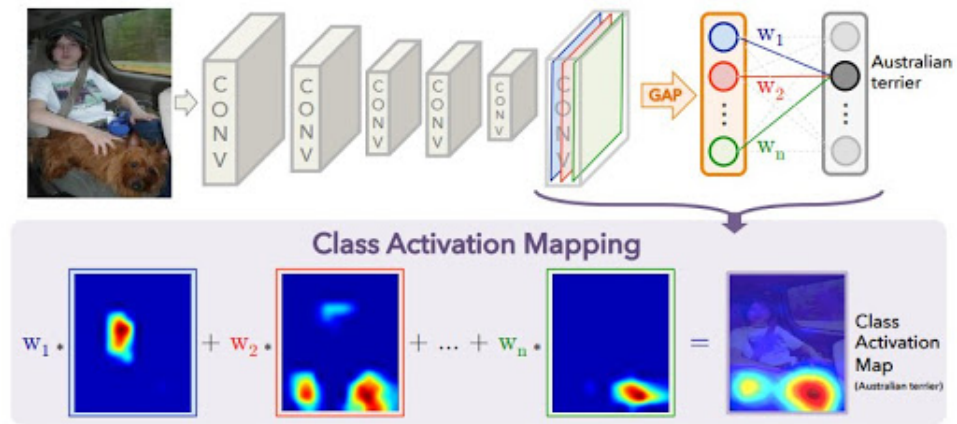 CONV
CONV
CONV
CONV
CONV
CONV
GAP
w1
w2
wn
Australian
terrier
Class Activation Mapping
w1 * + w2 * + ... + wn * =
Class
Activation
Map
(Australian terrier)